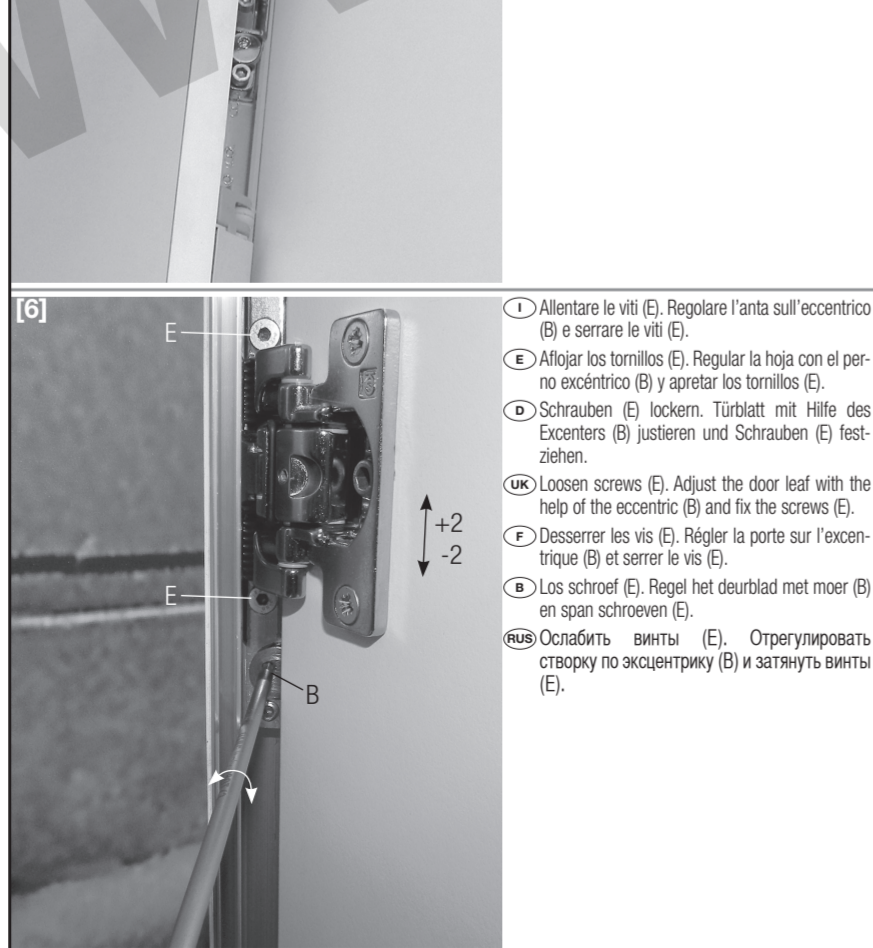 [6]
E
+2
-2
E
B
I Allentare le viti (E). Regolare l'anta sull'eccentrico
(B) e serrare le viti (E).
E Aflojar los tornillos (E). Regular la hoja con el per-
no excéntrico (B) y apretar los tornillos (E).
D Schrauben (E) lockern. Türblatt mit Hilfe des
Excenters (B) justieren und Schrauben (E) fest-
ziehen.
UK Loosen screws (E). Adjust the door leaf with the
help of the eccentric (B) and fix the screws (E).
F Desserrer les vis (E). Régler la porte sur l'excen-
trique (B) et serrer le vis (E).
B Los schroef (E). Regel het deurblad met moer (B)
en span schroeven (E).
RUS Ослабить винты (E). Отрегулировать
створку по эксцентрику (B) и затянуть винты
(E).